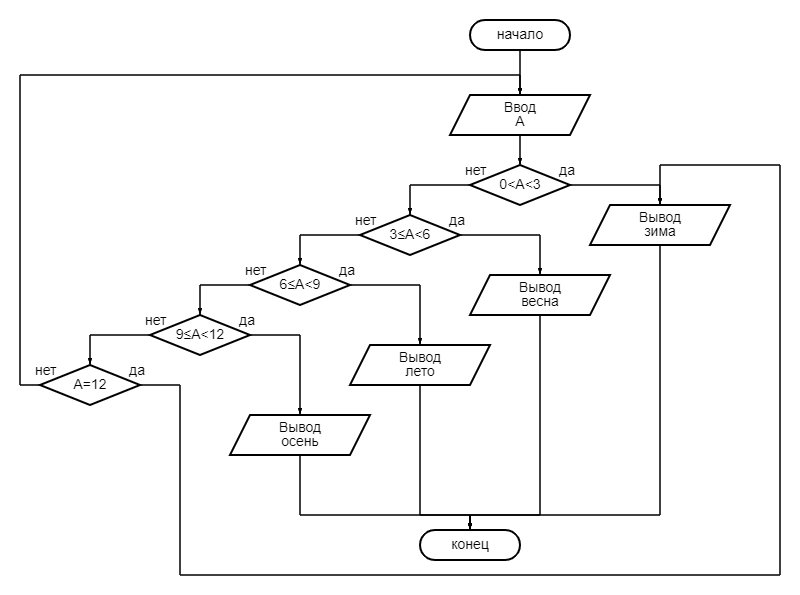 начало
Ввод
А
нет
да
0<A<3
нет
да
3≤A<6
Вывод
зима
нет
да
6≤A<9
Вывод
весна
нет
да
9≤A<12
Вывод
лето
нет
да
A=12
Вывод
осень
конец